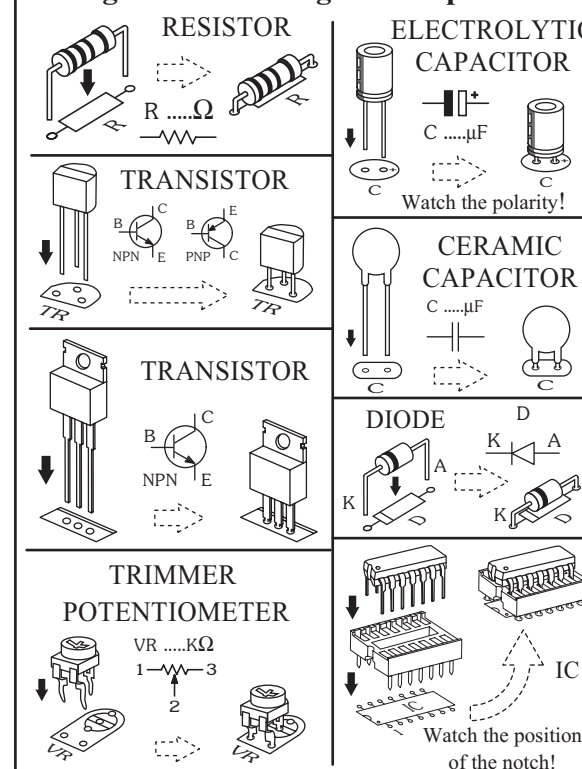 RESISTOR
R .....Ω
R
R
TRANSISTOR
B
C
E
NPN
B
E
C
PNP
TR
TR
TRANSISTOR
B
C
E
NPN
TRIMMER
POTENTIOMETER
VR .....KΩ
1
3
2
VR
VR
CAPACITOR
+
C .....μF
+
C
+
C
Watch the polarity!
CERAMIC
CAPACITOR
C ....μF
C
C
DIODE
D
K A
A
K
D
K
D
IC
IC
1
Watch the position
of the notch!